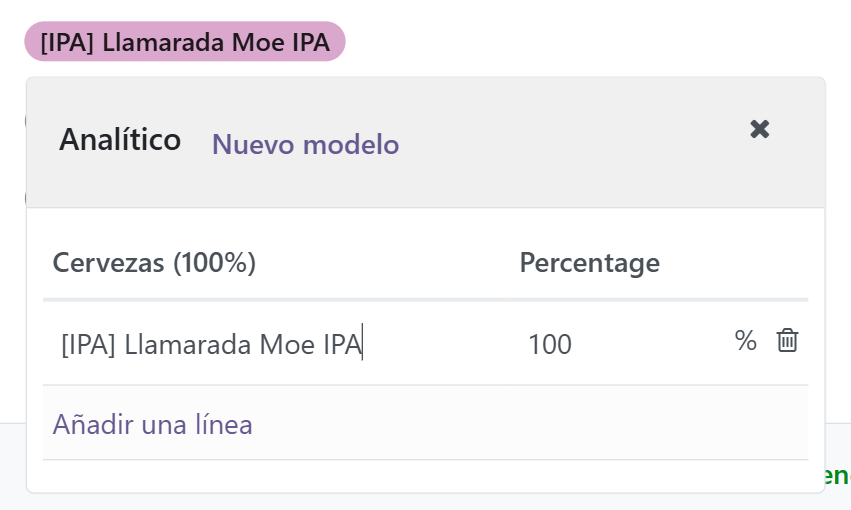 [IPA] Llamarada Moe IPA
Analítico Nuevo modelo
Cervezas (100%) Percentage
[IPA] Llamarada Moe IPA 100 %
Añadir una línea